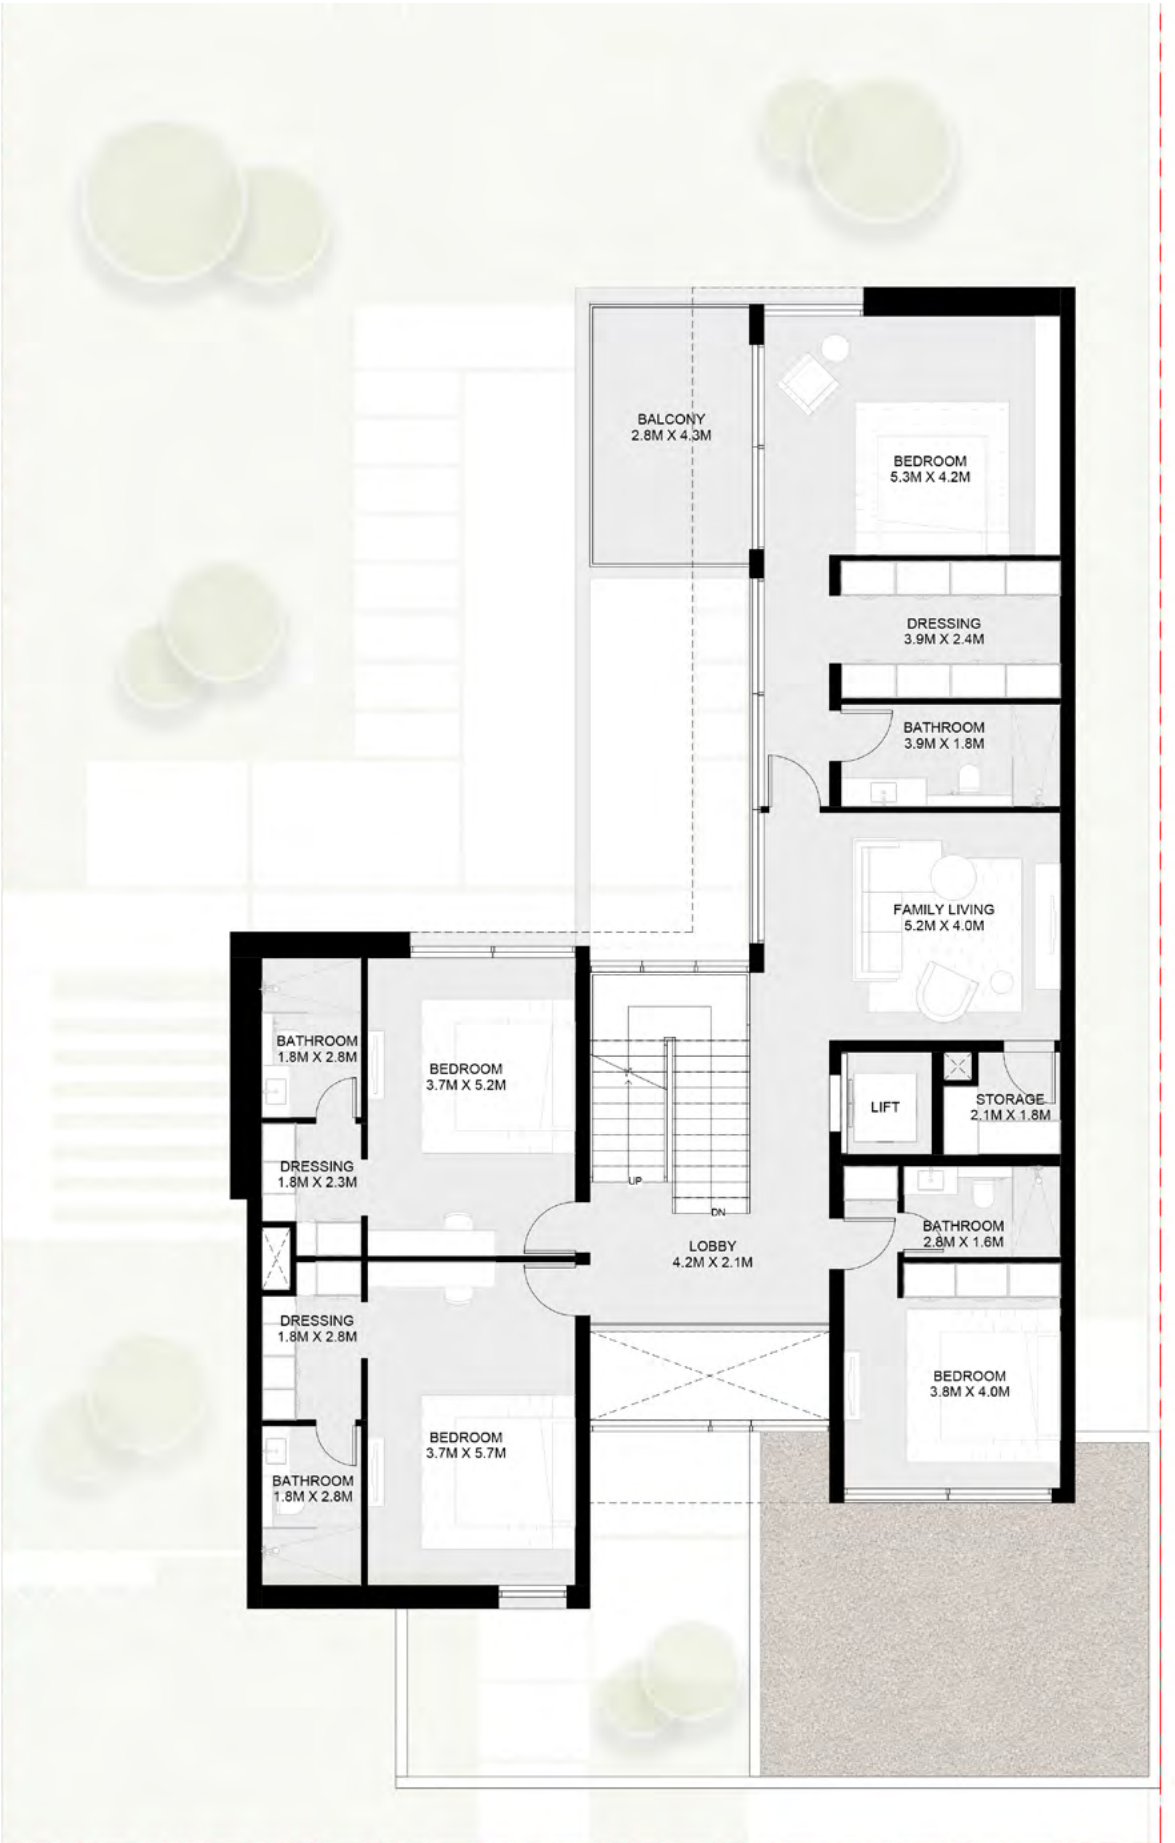 BALCONY
2.8M X 4.3M
BEDROOM
5.3M X 4.2M
DRESSING
3.9M X 2.4M
BATHROOM
3.9M X 1.8M
FAMILY LIVING
5.2M X 4.0M
BATHROOM
1.8M X 2.8M
BEDROOM
3.7M X 5.2M
LIFT
STORAGE
2.1M X 1.8M
DRESSING
1.8M X 2.3M
UP
DN
BATHROOM
2.8M X 1.6M
LOBBY
4.2M X 2.1M
DRESSING
1.8M X 2.8M
BEDROOM
3.8M X 4.0M
BEDROOM
3.7M X 5.7M
BATHROOM
1.8M X 2.8M